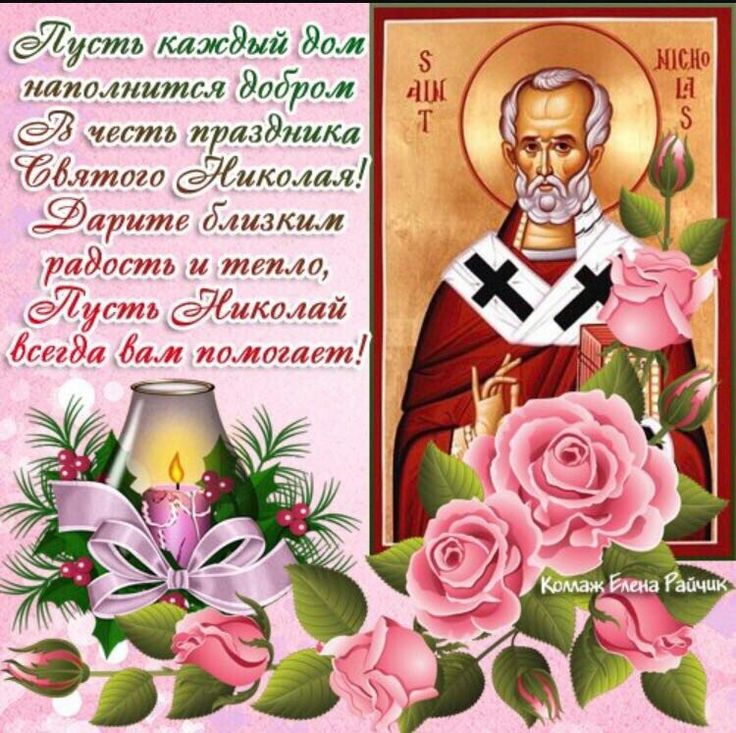 Пусть каждый дом
наполнится добром
В честь праздника
Святого Николая!
Дарите близким
радость и тепло,
Пусть Николай
всегда вам помогает!
S
AIN
T
NICHO
LA
S
Коллаж Елена Райчик